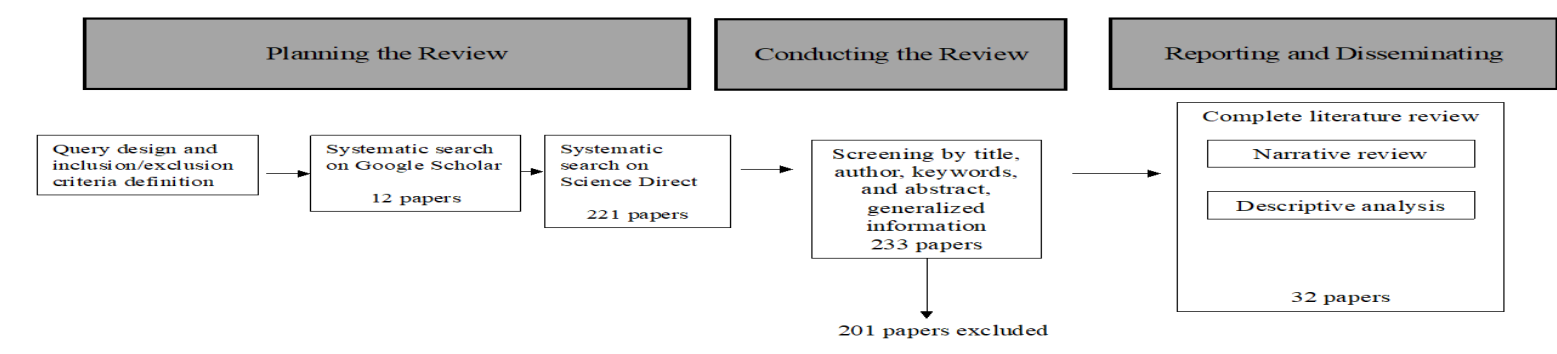 Planning the Review
Conducting the Review
Reporting and Disseminating
Query design and
inclusion/exclusion
criteria definition
Systematic search
on Google Scholar
12 papers
Systematic
search on
Science Direct
221 papers
Screening by title,
author, keywords,
and abstract,
generalized
information
233 papers
201 papers excluded
Complete literature review
Narrative review
Descriptive analysis
32 papers